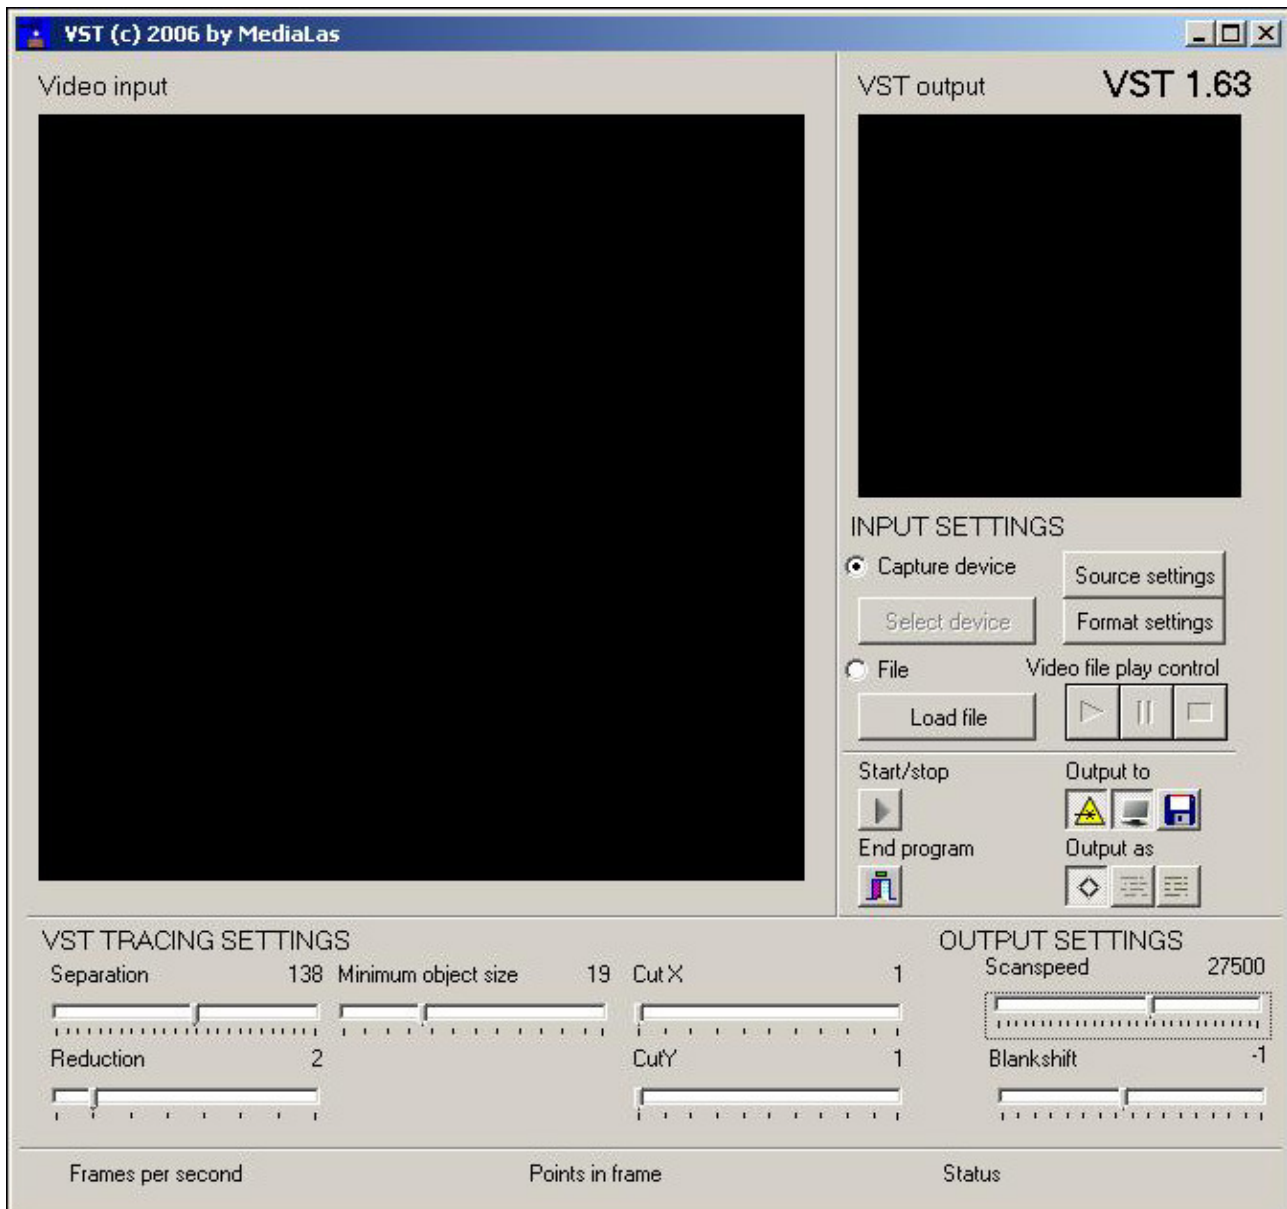 VST (c) 2006 by MediaLas
Video input
VST output
VST 1.63
INPUT SETTINGS
Capture device
Source settings
Select device
Format settings
File
Video file play control
Load file
Start/stop
Output to
End program
Output as
VST TRACING SETTINGS
OUTPUT SETTINGS
Separation 138
Minimum object size 19
Cut X 1
Scanspeed 27500
Reduction 2
CutY 1
Blankshift -1
Frames per second
Points in frame
Status